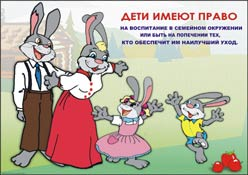 ДЕТИ ИМЕЮТ ПРАВО
НА ВОСПИТАНИЕ В СЕМЕЙНОМ ОКРУЖЕНИИ
ИЛИ БЫТЬ НА ПОПЕЧЕНИИ ТЕХ,
КТО ОБЕСПЕЧИТ ИМ НАИЛУЧШИЙ УХОД.